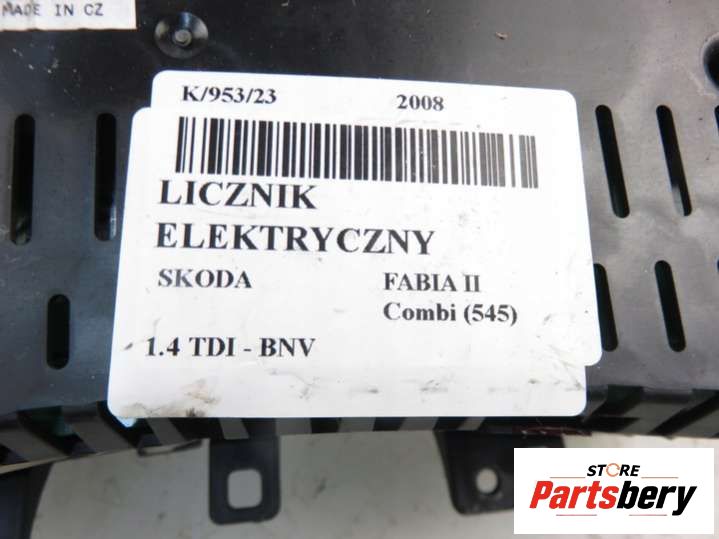 MADE IN CZ
K/953/23 2008
LICZNIK
ELEKTRYCZNY
SKODA FABIA II
Combi (545)
1.4 TDI - BNV
STORE
Partsbery